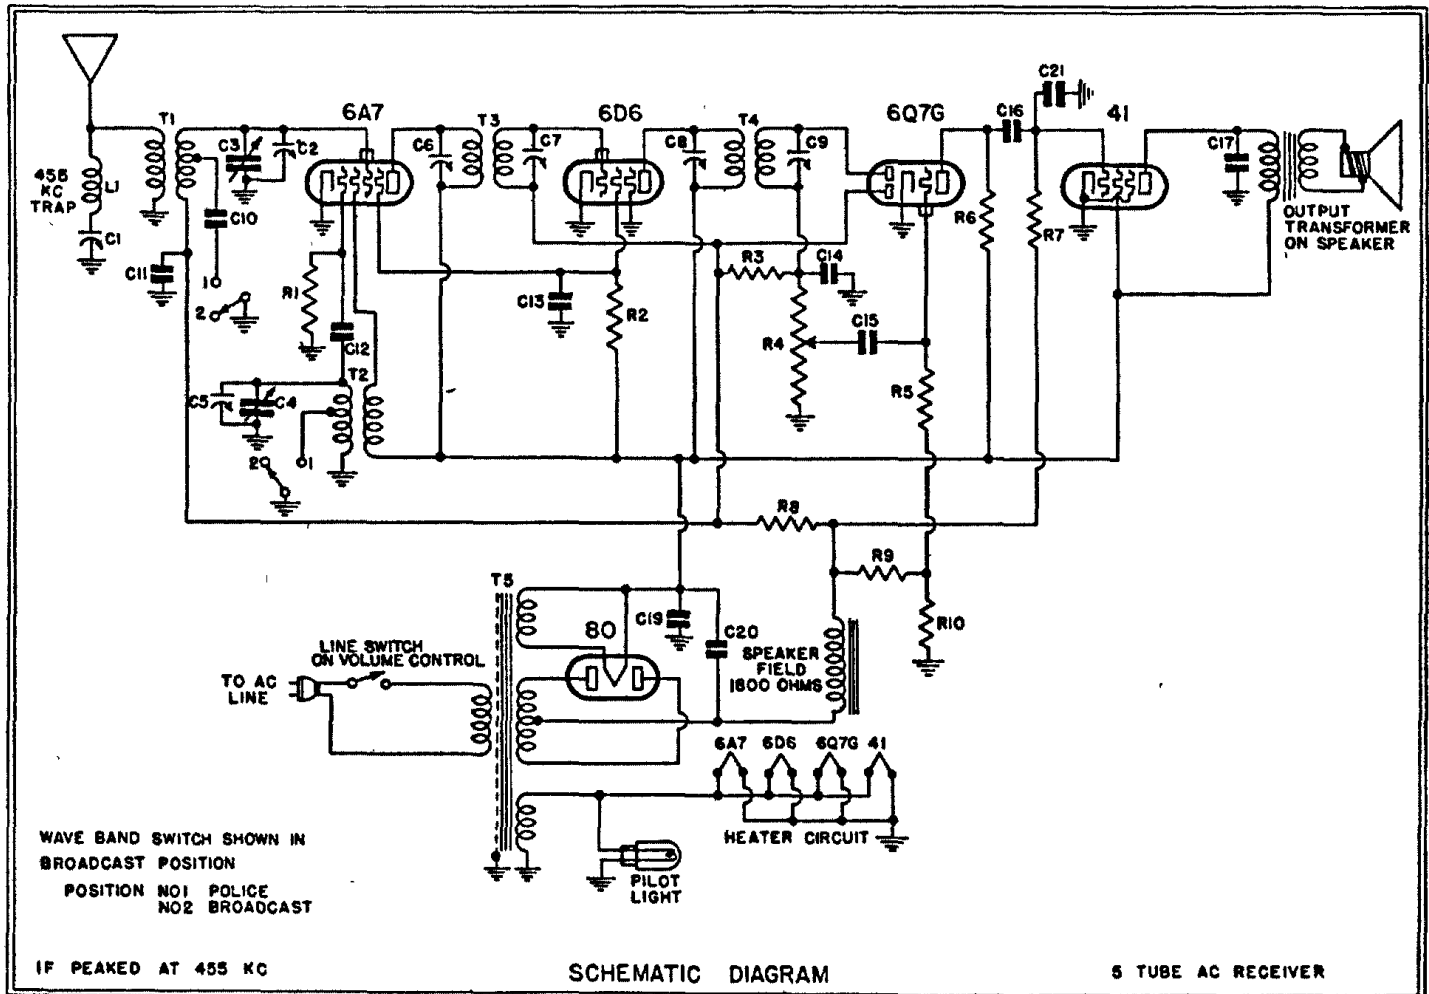 T1
6A7
T3
6D6
T4
6Q7G
C16
C21
41
C3
C2
C6
C7
C8
C9
C17
455
KC
TRAP
L1
C1
C10
C11
1
2
R1
C12
C13
R2
R3
C14
R4
C15
R5
R6
R7
OUTPUT
TRANSFORMER
ON SPEAKER
T2
C5
C4
2
1
R8
R9
R10
T5
80
C19
C20
SPEAKER
FIELD
1800 OHMS
LINE SWITCH
ON VOLUME CONTROL
TO AC
LINE
6A7 6D6 6Q7G 41
HEATER CIRCUIT
PILOT
LIGHT
WAVE BAND SWITCH SHOWN IN
BROADCAST POSITION
POSITION NO1 POLICE
NO2 BROADCAST
IF PEAKED AT 455 KC
SCHEMATIC DIAGRAM
5 TUBE AC RECEIVER